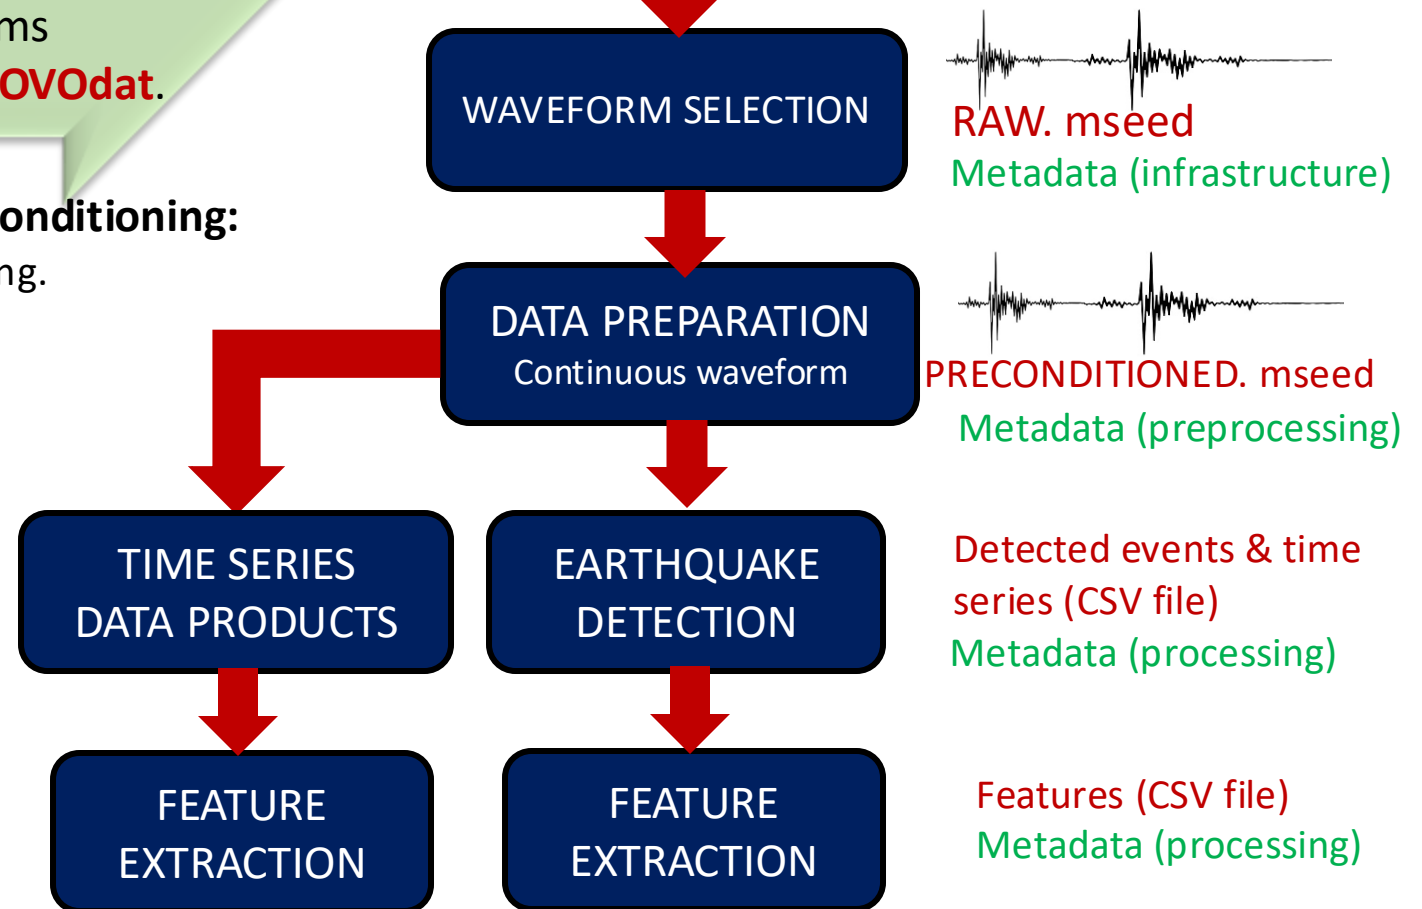 ms
OVOdat.
onditioning:
ng.
WAVEFORM SELECTION
RAW. mseed
Metadata (infrastructure)
DATA PREPARATION
Continuous waveform
PRECONDITIONED. mseed
Metadata (preprocessing)
TIME SERIES
DATA PRODUCTS
EARTHQUAKE
DETECTION
Detected events & time
series (CSV file)
Metadata (processing)
FEATURE
EXTRACTION
FEATURE
EXTRACTION
Features (CSV file)
Metadata (processing)